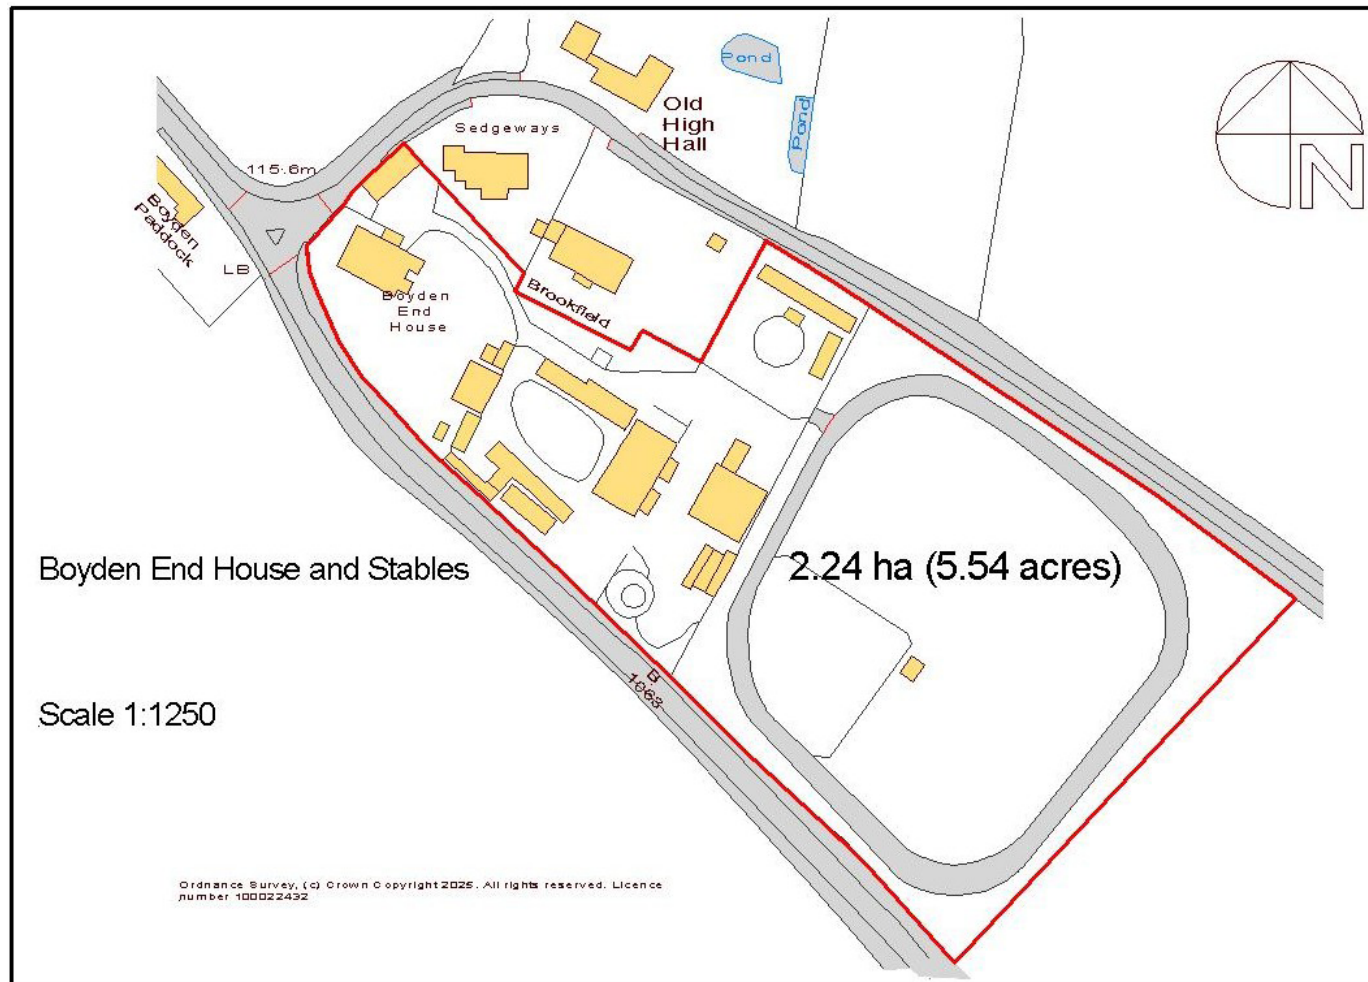 Pond
Old
High
Hall
Pond
Sedgeways
115.6m
Boyden
Paddock
LB
Boyden
End
House
Brookfield
N
Boyden End House and Stables
2.24 ha (5.54 acres)
B
1063
Scale 1:1250
Ordnance Survey, (c) Crown Copyright 2025. All rights reserved. Licence
number 100022432